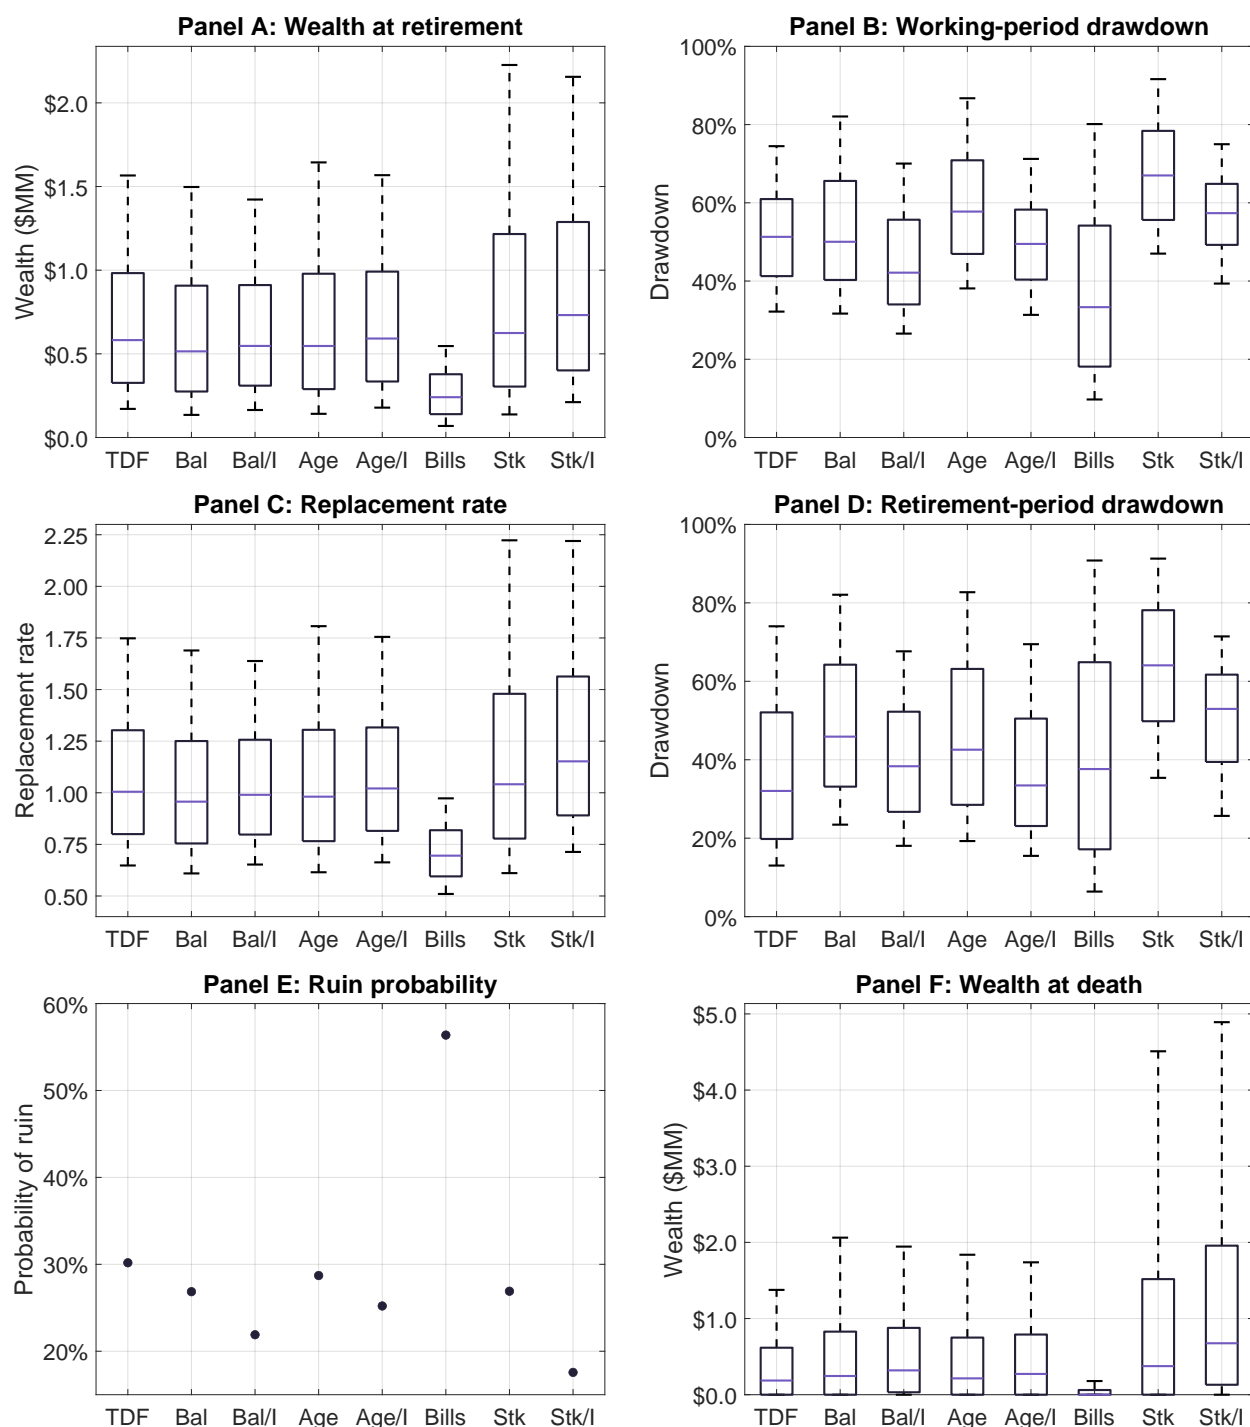 Panel A: Wealth at retirement
Wealth ($MM)
$2.0
$1.5
$1.0
$0.5
$0.0
TDF Bal Bal/I Age Age/I Bills Stk Stk/I
Panel B: Working-period drawdown
Drawdown
100%
80%
60%
40%
20%
0%
TDF Bal Bal/I Age Age/I Bills Stk Stk/I
Panel C: Replacement rate
Replacement rate
2.25
2.00
1.75
1.50
1.25
1.00
0.75
0.50
TDF Bal Bal/I Age Age/I Bills Stk Stk/I
Panel D: Retirement-period drawdown
Drawdown
100%
80%
60%
40%
20%
0%
TDF Bal Bal/I Age Age/I Bills Stk Stk/I
Panel E: Ruin probability
Probability of ruin
60%
50%
40%
30%
20%
TDF Bal Bal/I Age Age/I Bills Stk Stk/I
Panel F: Wealth at death
Wealth ($MM)
$5.0
$4.0
$3.0
$2.0
$1.0
$0.0
TDF Bal Bal/I Age Age/I Bills Stk Stk/I